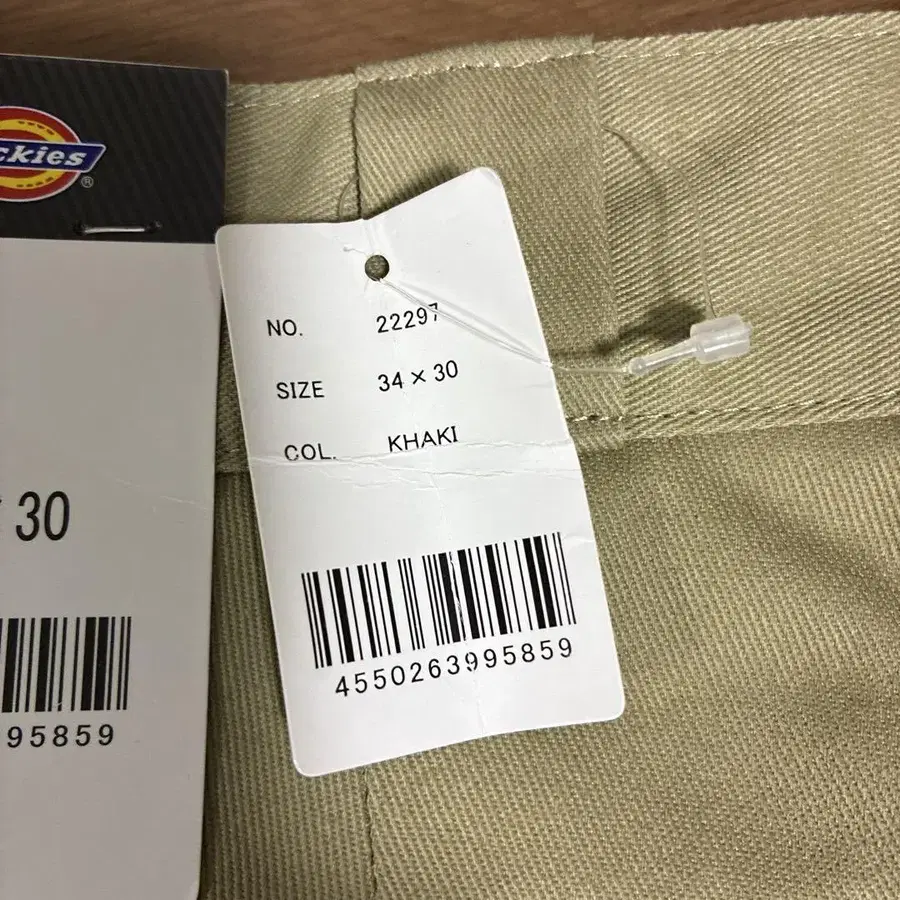 ckies
®
30
95859
NO. 22297
SIZE 34 × 30
COL. KHAKI
4550263995859